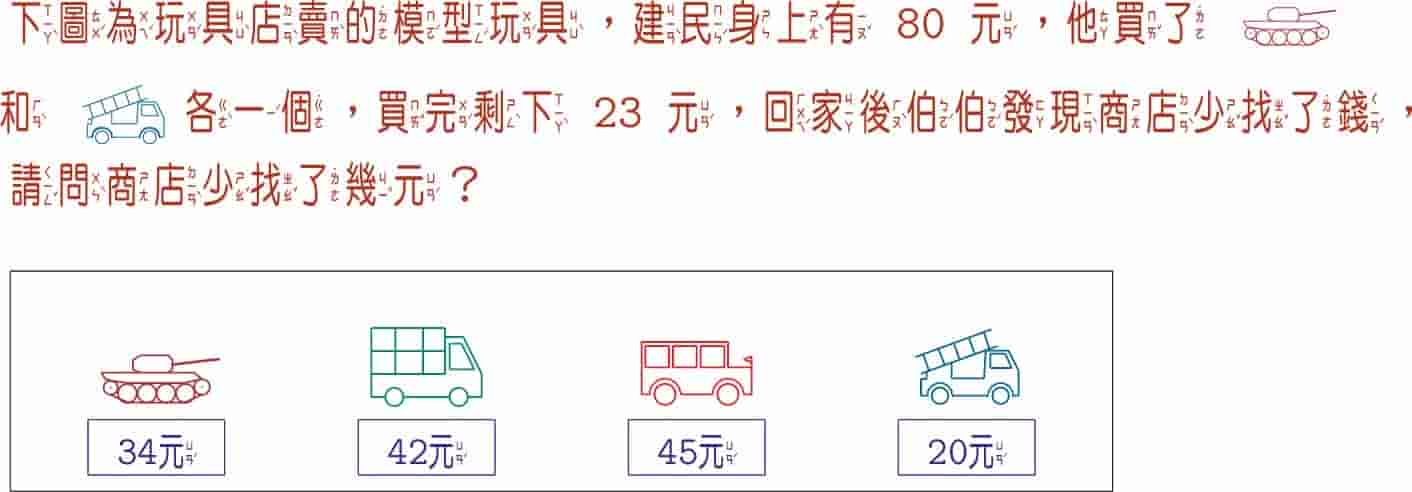 下圖為玩具店賣的模型玩具，建民身上有 80 元，他買了
和 各一個，買完剩下 23 元，回家後伯伯發現商店少找了錢，
請問商店少找了幾元？
34元 42元 45元 20元